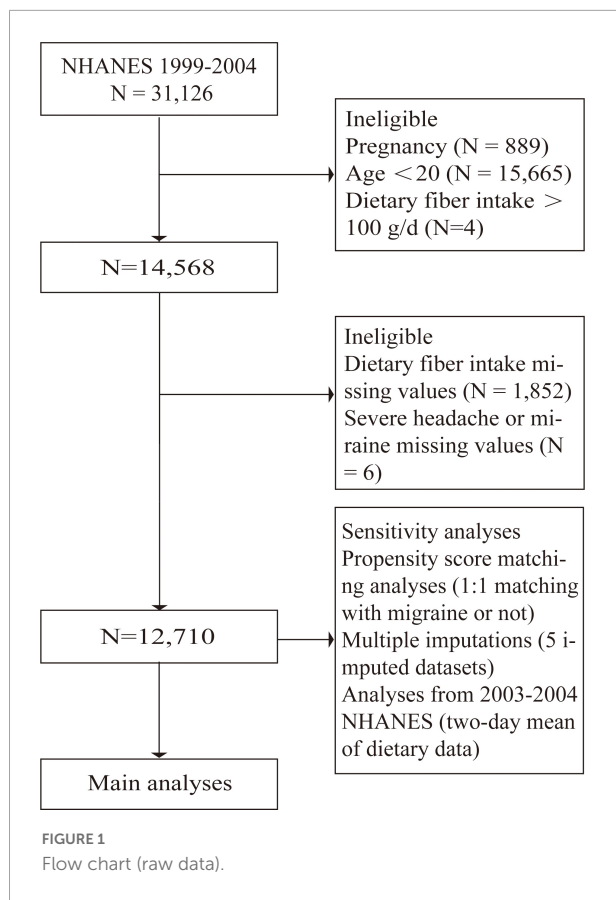 NHANES 1999-2004
N = 31,126
Ineligible
Pregnancy (N = 889)
Age <20 (N = 15,665)
Dietary fiber intake >
100 g/d (N=4)
N=14,568
Ineligible
Dietary fiber intake mi-
ssing values (N = 1,852)
Severe headache or mi-
raine missing values (N
= 6)
Sensitivity analyses
Propensity score match-
ing analyses (1:1 matching
with migraine or not)
Multiple imputations (5 i-
mputed datasets)
Analyses from 2003-2004
NHANES (two-day mean
of dietary data)
N=12,710
Main analyses
FIGURE 1
Flow chart (raw data).